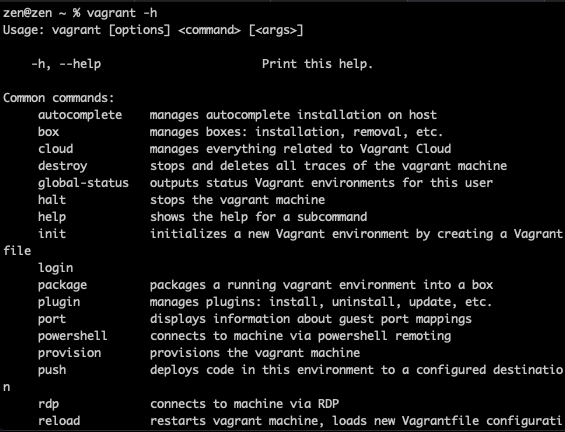 zen@zen ~ % vagrant -h
Usage: vagrant [options] <command> [<args>]
-h, --help Print this help.
Common commands:
autocomplete manages autocomplete installation on host
box manages boxes: installation, removal, etc.
cloud manages everything related to Vagrant Cloud
destroy stops and deletes all traces of the vagrant machine
global-status outputs status Vagrant environments for this user
halt stops the vagrant machine
help shows the help for a subcommand
init initializes a new Vagrant environment by creating a Vagrant
file
login
package packages a running vagrant environment into a box
plugin manages plugins: install, uninstall, update, etc.
port displays information about guest port mappings
powershell connects to machine via powershell remoting
provision provisions the vagrant machine
push deploys code in this environment to a configured destinatio
n
rdp connects to machine via RDP
reload restarts vagrant machine, loads new Vagrantfile configurati